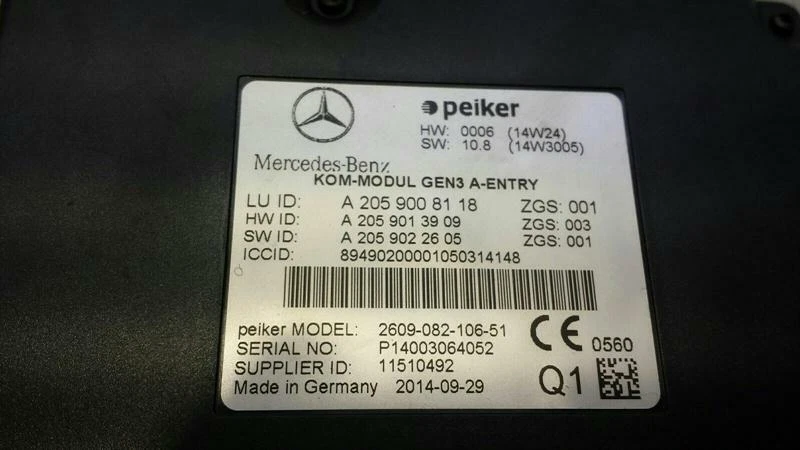 peiker
HW: 0006 (14W24)
SW: 10.8 (14W3005)
Mercedes-Benz
KOM-MODUL GEN3 A-ENTRY
LU ID: A 205 900 81 18 ZGS: 001
HW ID: A 205 901 39 09 ZGS: 003
SW ID: A 205 902 26 05 ZGS: 001
ICCID: 89490200001050314148
peiker MODEL: 2609-082-106-51
SERIAL NO: P14003064052
SUPPLIER ID: 11510492
Made in Germany 2014-09-29
CE 0560
Q1